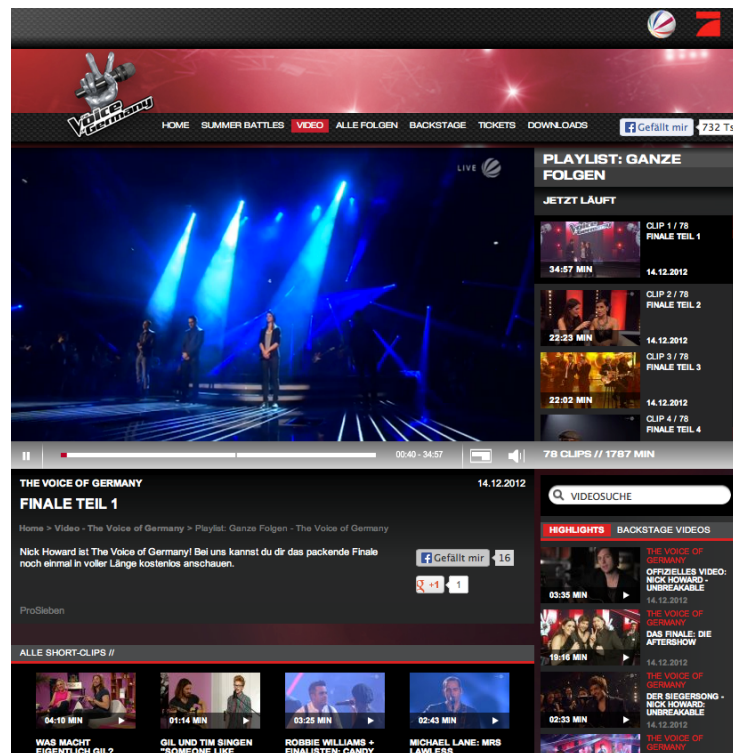 The Voice of Germany
HOME SUMMER BATTLES VIDEO ALLE FOLGEN BACKSTAGE TICKETS DOWNLOADS
Gefällt mir 732 Ts
LIVE
PLAYLIST: GANZE
FOLGEN
JETZT LÄUFT
CLIP 1 / 78
FINALE TEIL 1
34:57 MIN
14.12.2012
CLIP 2 / 78
FINALE TEIL 2
22:23 MIN
14.12.2012
CLIP 3 / 78
FINALE TEIL 3
22:02 MIN
14.12.2012
CLIP 4 / 78
FINALE TEIL 4
00:40 - 34:57
78 CLIPS // 1787 MIN
THE VOICE OF GERMANY
14.12.2012
FINALE TEIL 1
Home > Video - The Voice of Germany > Playlist: Ganze Folgen - The Voice of Germany
Nick Howard ist The Voice of Germany! Bei uns kannst du dir das packende Finale
noch einmal in voller Länge kostenlos anschauen.
Gefällt mir 16
+1 1
ProSieben
VIDEOSUCHE
HIGHLIGHTS BACKSTAGE VIDEOS
THE VOICE OF
GERMANY
OFFIZIELLES VIDEO:
NICK HOWARD -
UNBREAKABLE
03:35 MIN
14.12.2012
THE VOICE OF
GERMANY
DAS FINALE: DIE
AFTERSHOW
19:16 MIN
14.12.2012
THE VOICE OF
GERMANY
DER SIEGERSONG -
NICK HOWARD:
UNBREAKABLE
02:33 MIN
14.12.2012
THE VOICE OF
GERMANY
ALLE SHORT-CLIPS //
04:10 MIN
WAS MACHT
EIGENTLICH GIL?
01:14 MIN
GIL UND TIM SINGEN
"SOMEONE LIKE
03:25 MIN
ROBBIE WILLIAMS +
FINALISTEN: CANDY
02:43 MIN
MICHAEL LANE: MRS
LAWLESS